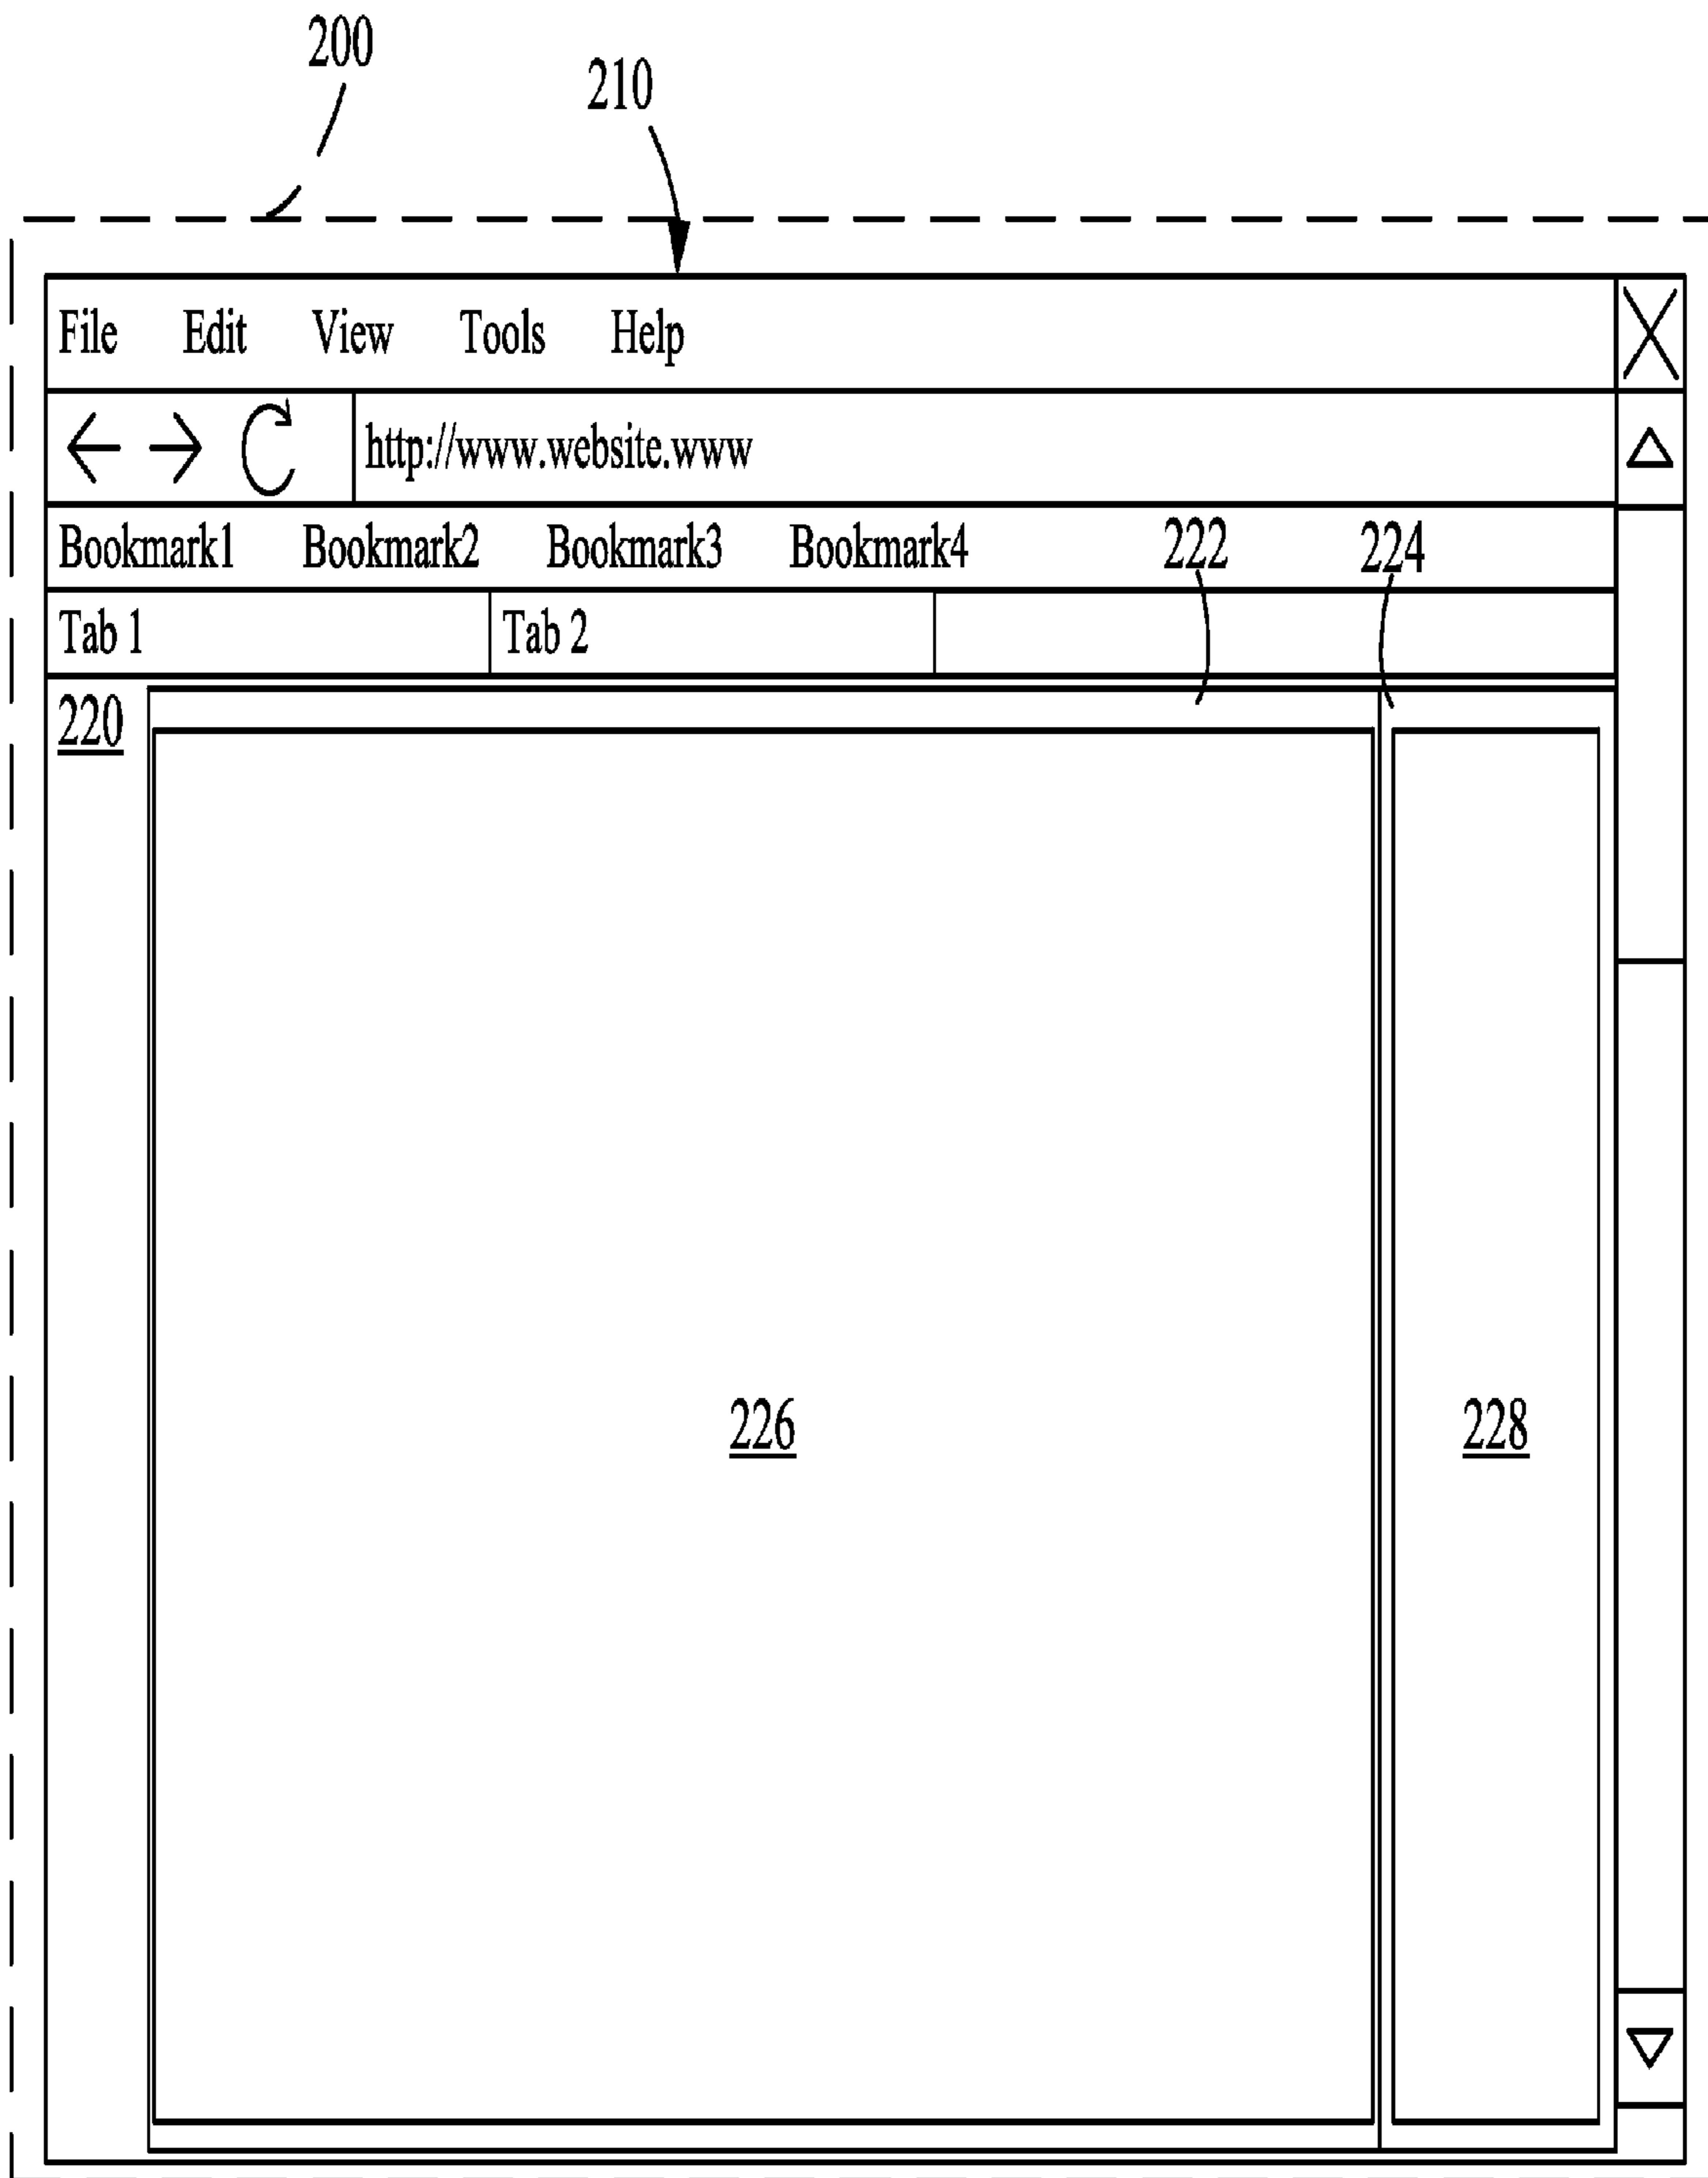 200
210
File Edit View Tools Help
http://www.website.www
Bookmark1 Bookmark2 Bookmark3 Bookmark4 222 224
Tab 1 Tab 2
220
226 228